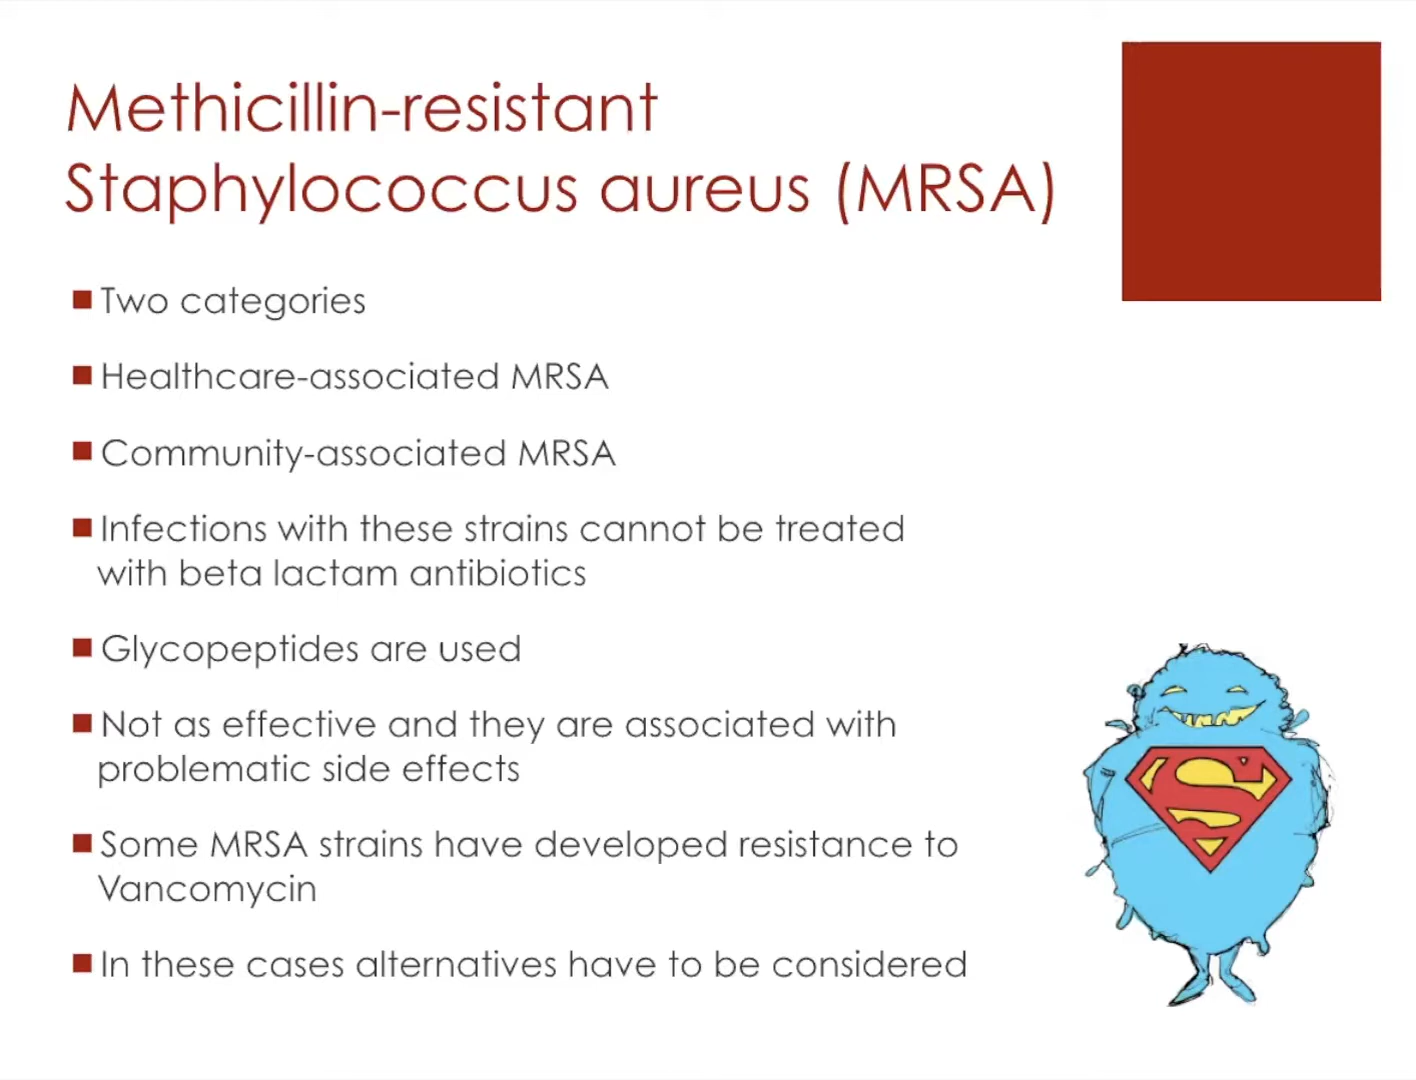 Methicillin-resistant
Staphylococcus aureus (MRSA)
Two categories
Healthcare-associated MRSA
Community-associated MRSA
Infections with these strains cannot be treated
with beta lactam antibiotics
Glycopeptides are used
Not as effective and they are associated with
problematic side effects
Some MRSA strains have developed resistance to
Vancomycin
In these cases alternatives have to be considered
S